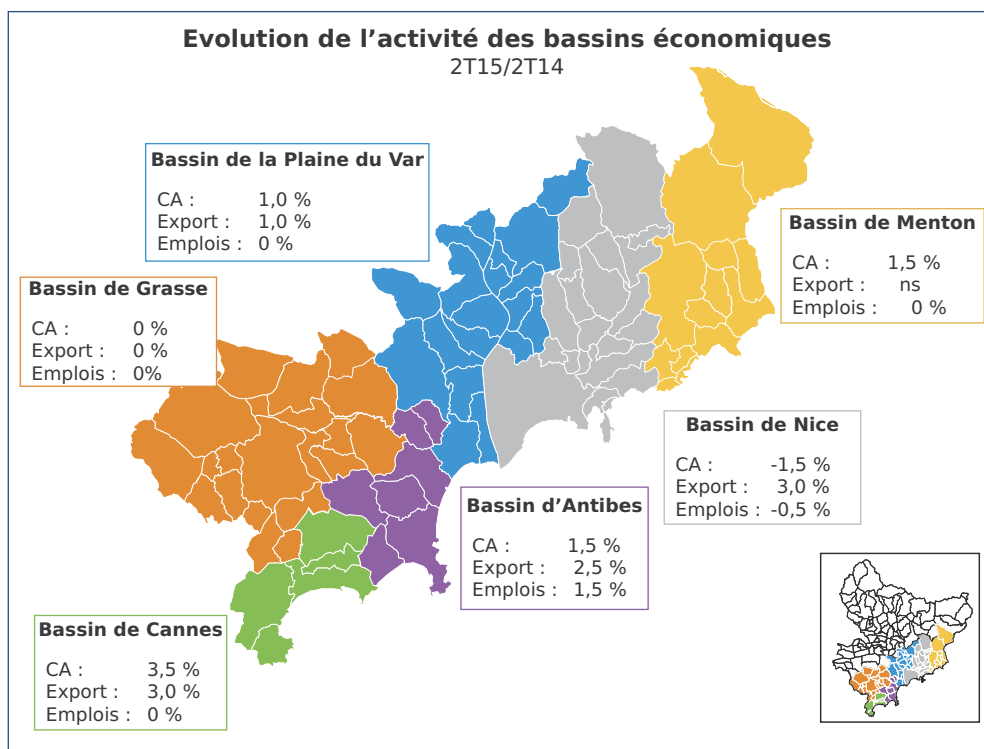 Evolution de l’activité des bassins économiques
2T15/2T14
Bassin de la Plaine du Var
CA : 1,0 %
Export : 1,0 %
Emplois : 0 %
Bassin de Menton
CA : 1,5 %
Export : ns
Emplois : 0 %
Bassin de Grasse
CA : 0 %
Export : 0 %
Emplois : 0%
Bassin de Nice
CA : -1,5 %
Export : 3,0 %
Emplois : -0,5 %
Bassin d’Antibes
CA : 1,5 %
Export : 2,5 %
Emplois : 1,5 %
Bassin de Cannes
CA : 3,5 %
Export : 3,0 %
Emplois : 0 %